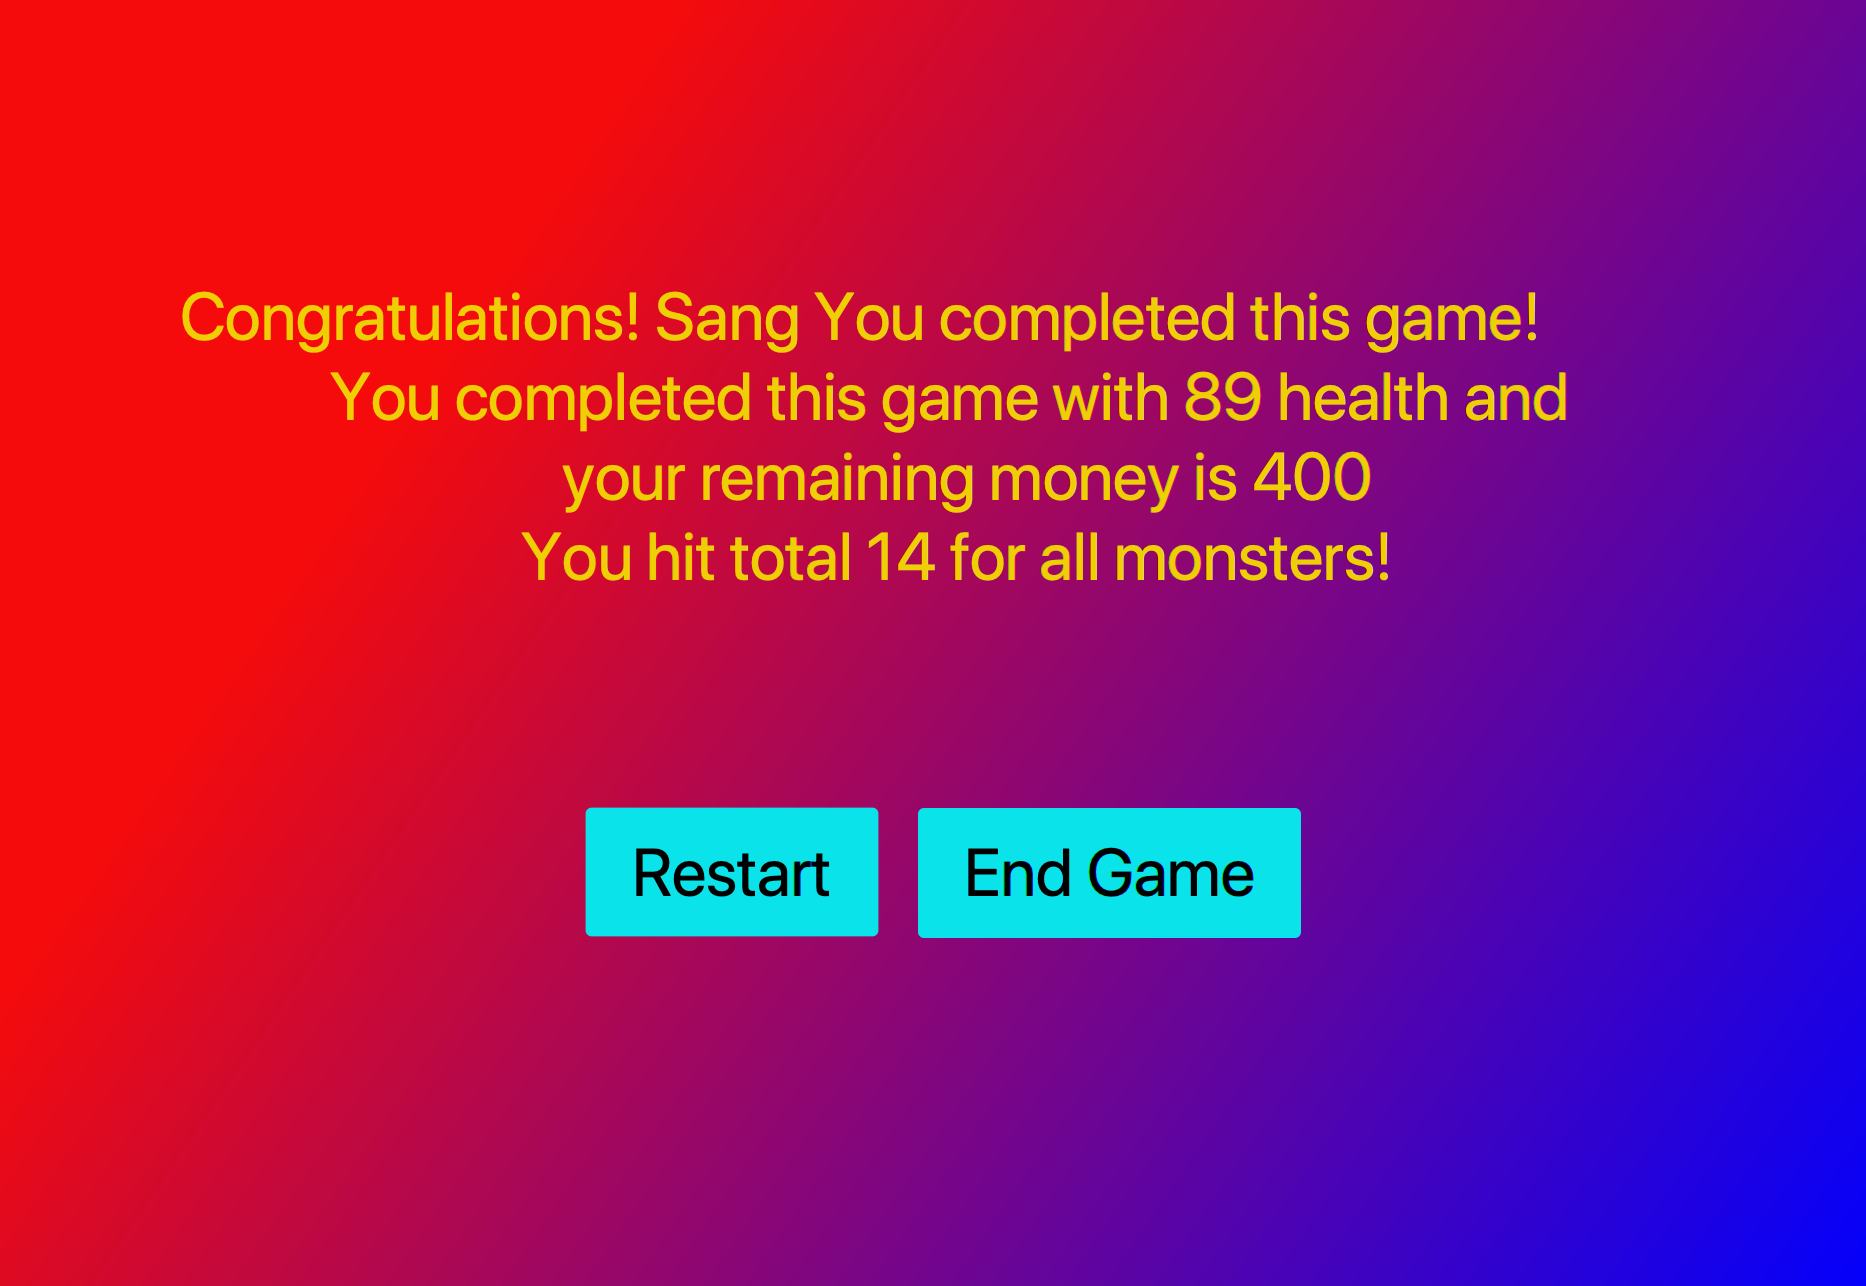 Congratulations! Sang You completed this game!
You completed this game with 89 health and
your remaining money is 400
You hit total 14 for all monsters!
Restart
End Game